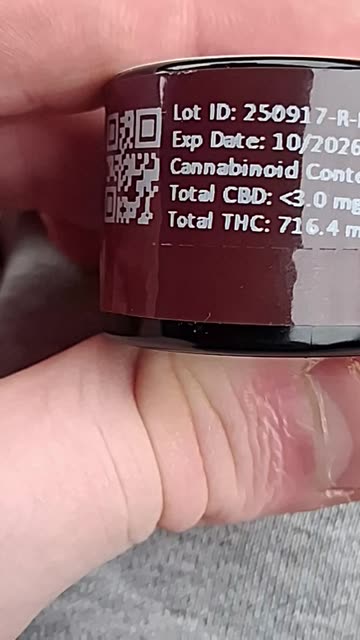 Lot ID: 250917-R-
Exp Date: 10/2026
Cannabinoid Conte
Total CBD: <3.0 mg
Total THC: 716.4 m